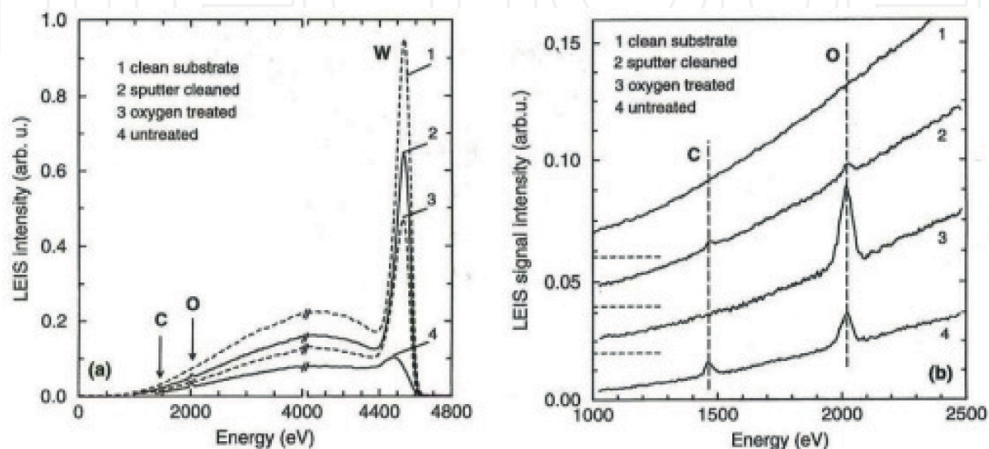 1.0
0.8
0.6
0.4
0.2
0.0
LEIS intensity (arb. u.)
1 clean substrate
2 sputter cleaned
3 oxygen treated
4 untreated
W
1
2
3
4
C
O
(a)
0
2000
4000
4400
4800
Energy (eV)
0.15
0.10
0.05
0.00
LEIS signal intensity (arb.u.)
1 clean substrate
2 sputter cleaned
3 oxygen treated
4 untreated
O
C
1
2
3
4
(b)
1000
1500
2000
2500
Energy (eV)